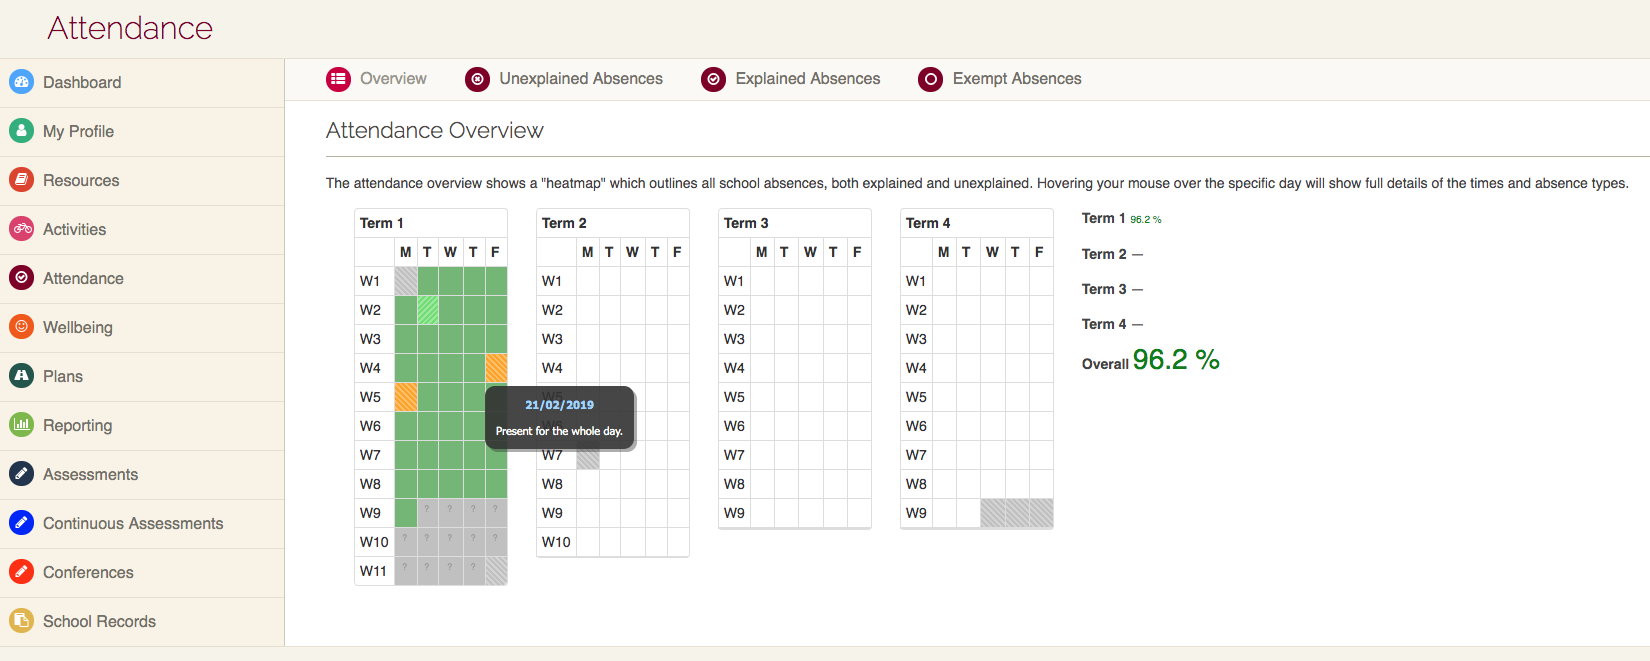 Attendance
Dashboard
My Profile
Resources
Activities
Attendance
Wellbeing
Plans
Reporting
Assessments
Continuous Assessments
Conferences
School Records
Overview Unexplained Absences Explained Absences Exempt Absences
Attendance Overview
The attendance overview shows a "heatmap" which outlines all school absences, both explained and unexplained. Hovering your mouse over the specific day will show full details of the times and absence types.
Term 1
M T W T F
W1
W2
W3
W4
W5
W6
W7
W8
W9 ? ? ? ?
W10 ? ? ? ? ?
W11 ? ? ? ?
21/02/2019
Present for the whole day.
Term 2
M T W T F
W1
W2
W3
W4
W7
W8
W9
W10
Term 3
M T W T F
W1
W2
W3
W4
W5
W6
W7
W8
W9
Term 4
M T W T F
W1
W2
W3
W4
W5
W6
W7
W8
W9
Term 1 96.2 %
Term 2 —
Term 3 —
Term 4 —
Overall 96.2 %